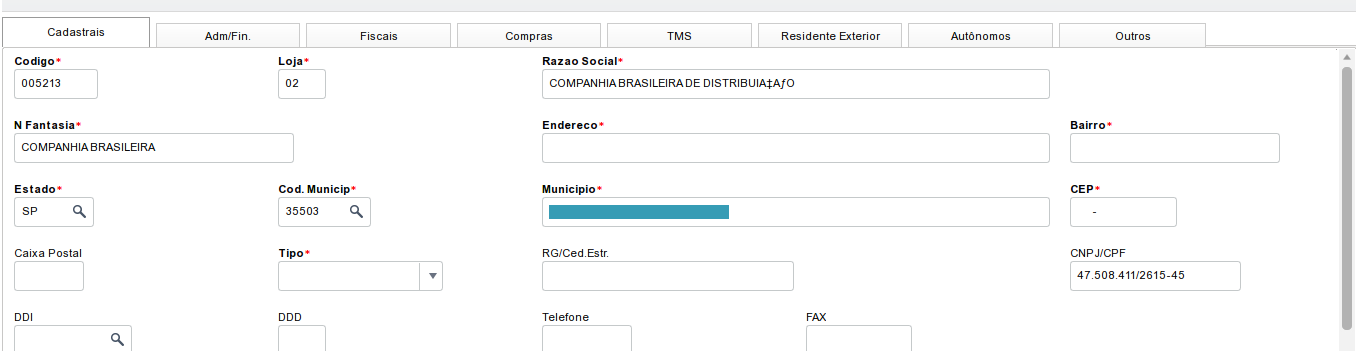 Cadastrais Adm/Fin. Fiscais Compras TMS Residente Exterior Autônomos Outros
Codigo* Loja* Razao Social*
005213 02 COMPANHIA BRASILEIRA DE DISTRIBUIA‡AƒO
N Fantasia* Endereco* Bairro*
COMPANHIA BRASILEIRA
Estado* Cod. Municip* Municipio* CEP*
SP 35503 -
Caixa Postal Tipo* RG/Ced.Estr. CNPJ/CPF
47.508.411/2615-45
DDI DDD Telefone FAX